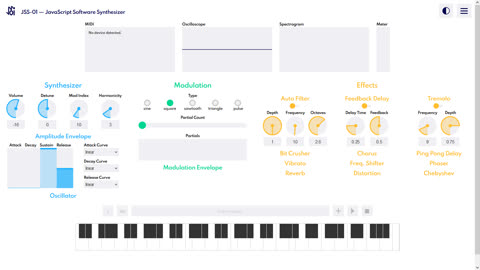 JSS-01 — JavaScript Software Synthesizer
MIDI
Oscilloscope
Spectrogram
Meter
No device detected.
Synthesizer
Modulation
Effects
Volume
Detune
Mod Index
Harmonicity
-10
0
10
3
Type
sine
square
sawtooth
triangle
pulse
Partial Count
Partials
Modulation Envelope
Auto Filter
Depth
Frequency
Octaves
1
10
2.6
Feedback Delay
Delay Time
Feedback
0.25
0.5
Tremolo
Frequency
Depth
9
0.75
Amplitude Envelope
Attack
Decay
Sustain
Release
Attack Curve
linear
Decay Curve
linear
Release Curve
linear
Oscillator
Bit Crusher
Vibrato
Reverb
Chorus
Freq. Shifter
Distortion
Ping Pong Delay
Phaser
Chebyshev